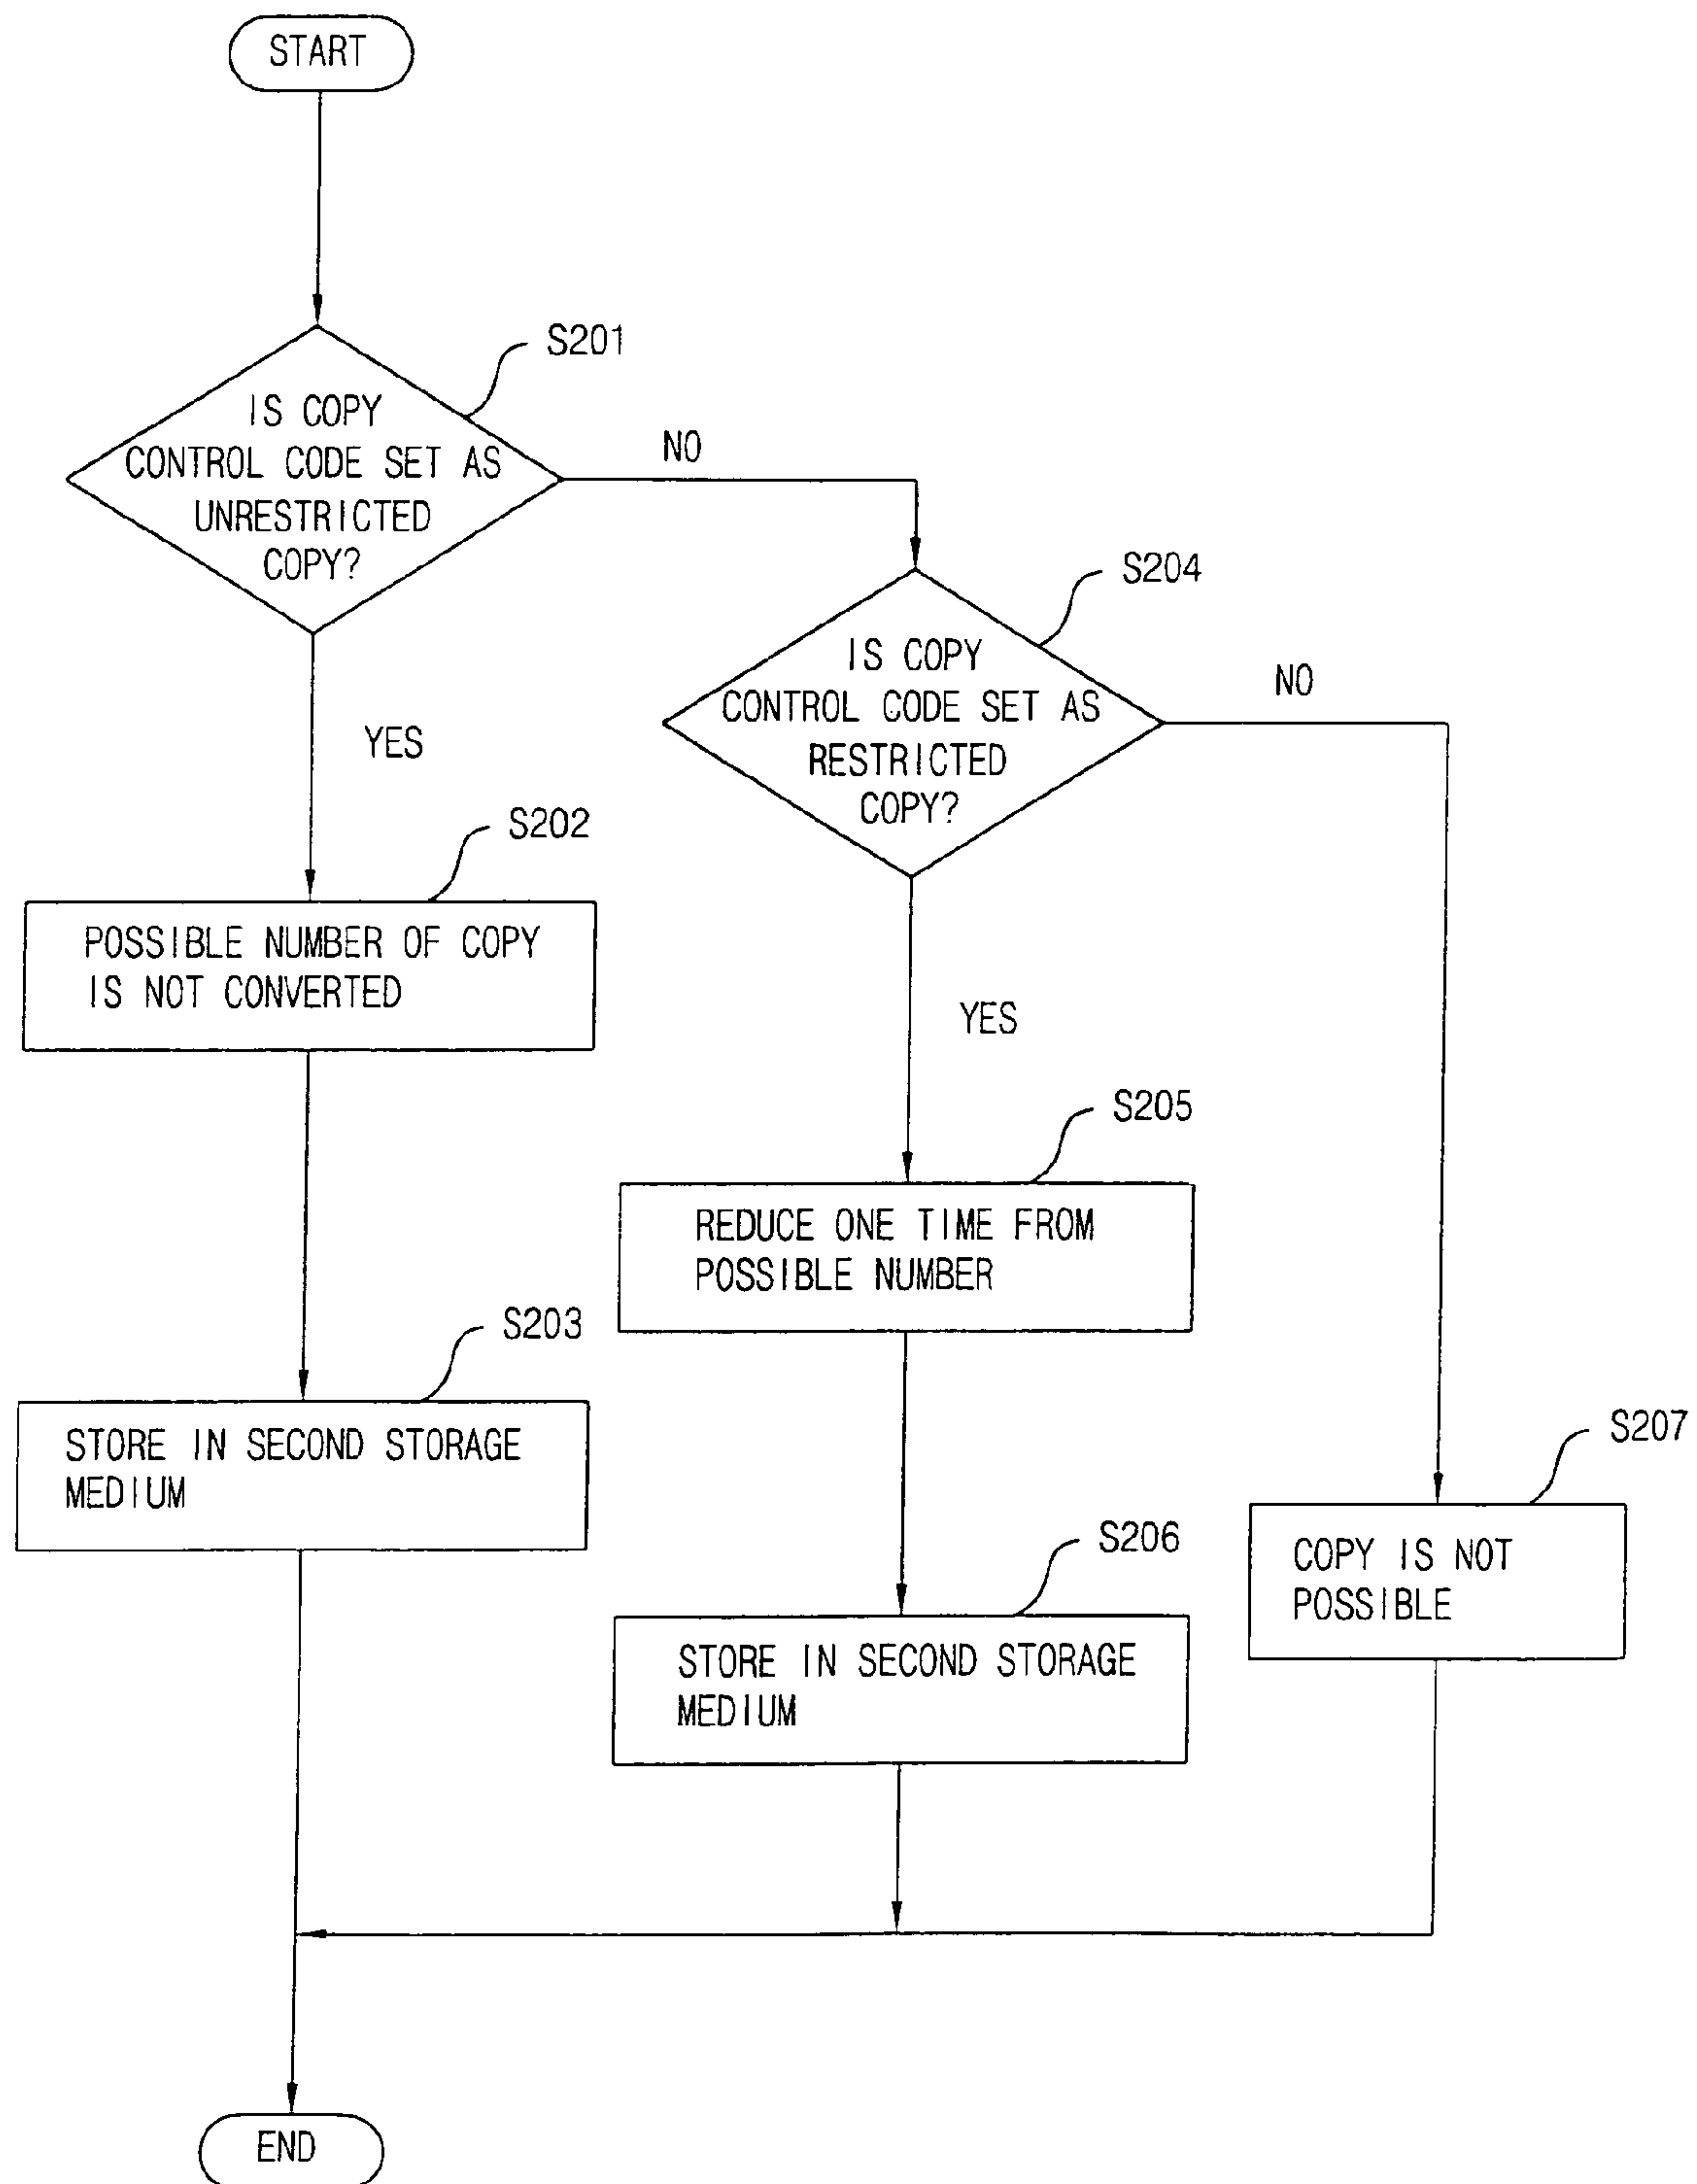 START
S201
IS COPY
CONTROL CODE SET AS
UNRESTRICTED
COPY?
NO
S204
IS COPY
CONTROL CODE SET AS
RESTRICTED
COPY?
NO
YES
S202
POSSIBLE NUMBER OF COPY
IS NOT CONVERTED
YES
S205
REDUCE ONE TIME FROM
POSSIBLE NUMBER
S203
STORE IN SECOND STORAGE
MEDIUM
S207
COPY IS NOT
POSSIBLE
S206
STORE IN SECOND STORAGE
MEDIUM
END